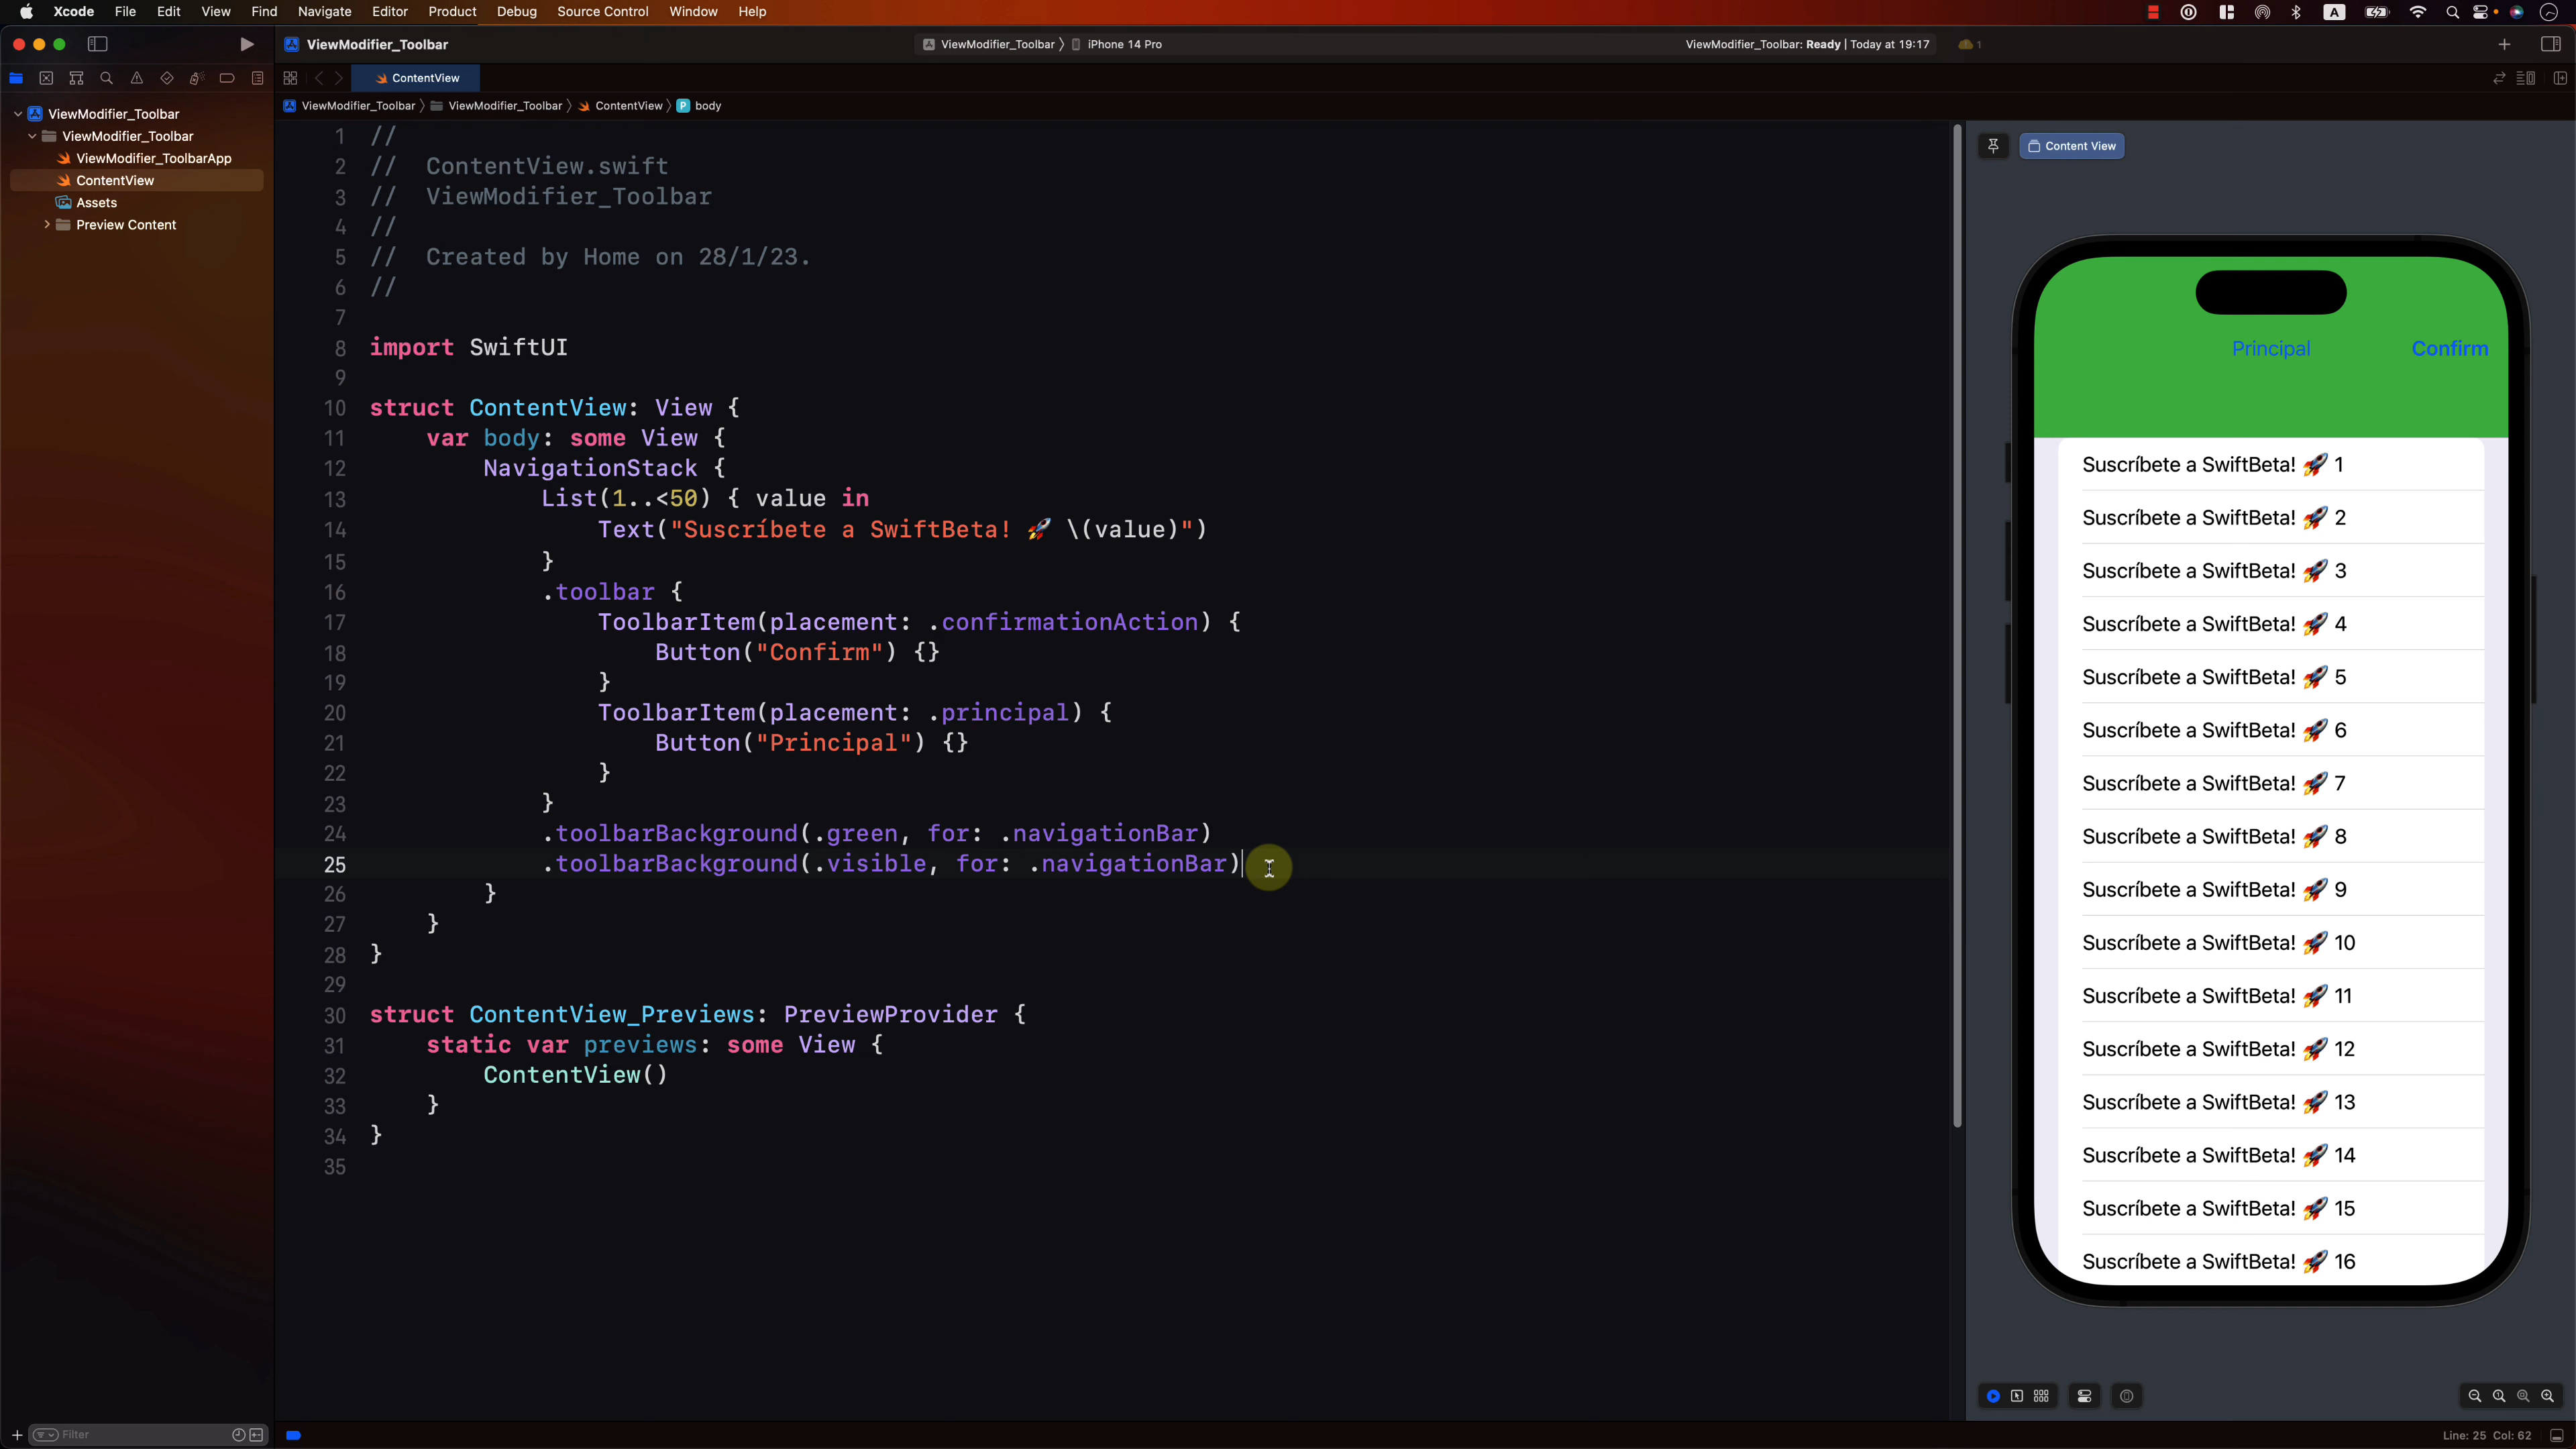 Xcode File Edit View Find Navigate Editor Product Debug Source Control Window Help
ViewModifier_Toolbar
ViewModifier_Toolbar 〉 iPhone 14 Pro
ViewModifier_Toolbar: Ready | Today at 19:17
1
ContentView
ViewModifier_Toolbar 〉 ViewModifier_Toolbar 〉 ContentView 〉 P body
ViewModifier_Toolbar
ViewModifier_Toolbar
ViewModifier_ToolbarApp
ContentView
Assets
Preview Content
1 //
2 //  ContentView.swift
3 //  ViewModifier_Toolbar
4 //
5 //  Created by Home on 28/1/23.
6 //
7
8 import SwiftUI
9
10 struct ContentView: View {
11     var body: some View {
12         NavigationStack {
13             List(1..<50) { value in
14                 Text("Suscríbete a SwiftBeta! 🚀 \(value)")
15             }
16             .toolbar {
17                 ToolbarItem(placement: .confirmationAction) {
18                     Button("Confirm") {}
19                 }
20                 ToolbarItem(placement: .principal) {
21                     Button("Principal") {}
22                 }
23             }
24             .toolbarBackground(.green, for: .navigationBar)
25             .toolbarBackground(.visible, for: .navigationBar)
26         }
27     }
28 }
29
30 struct ContentView_Previews: PreviewProvider {
31     static var previews: some View {
32         ContentView()
33     }
34 }
35
Content View
Principal Confirm
Suscríbete a SwiftBeta! 🚀 1
Suscríbete a SwiftBeta! 🚀 2
Suscríbete a SwiftBeta! 🚀 3
Suscríbete a SwiftBeta! 🚀 4
Suscríbete a SwiftBeta! 🚀 5
Suscríbete a SwiftBeta! 🚀 6
Suscríbete a SwiftBeta! 🚀 7
Suscríbete a SwiftBeta! 🚀 8
Suscríbete a SwiftBeta! 🚀 9
Suscríbete a SwiftBeta! 🚀 10
Suscríbete a SwiftBeta! 🚀 11
Suscríbete a SwiftBeta! 🚀 12
Suscríbete a SwiftBeta! 🚀 13
Suscríbete a SwiftBeta! 🚀 14
Suscríbete a SwiftBeta! 🚀 15
Suscríbete a SwiftBeta! 🚀 16
Filter
Line: 25 Col: 62